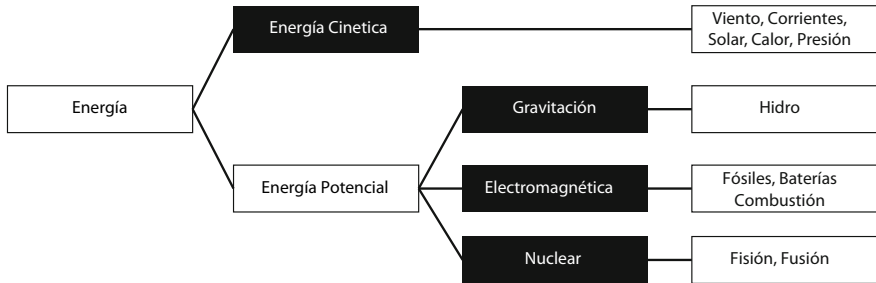 Energía Cinetica
Viento, Corrientes,
Solar, Calor, Presión
Energía
Gravitación
Hidro
Energía Potencial
Electromagnética
Fósiles, Baterías
Combustión
Nuclear
Fisión, Fusión